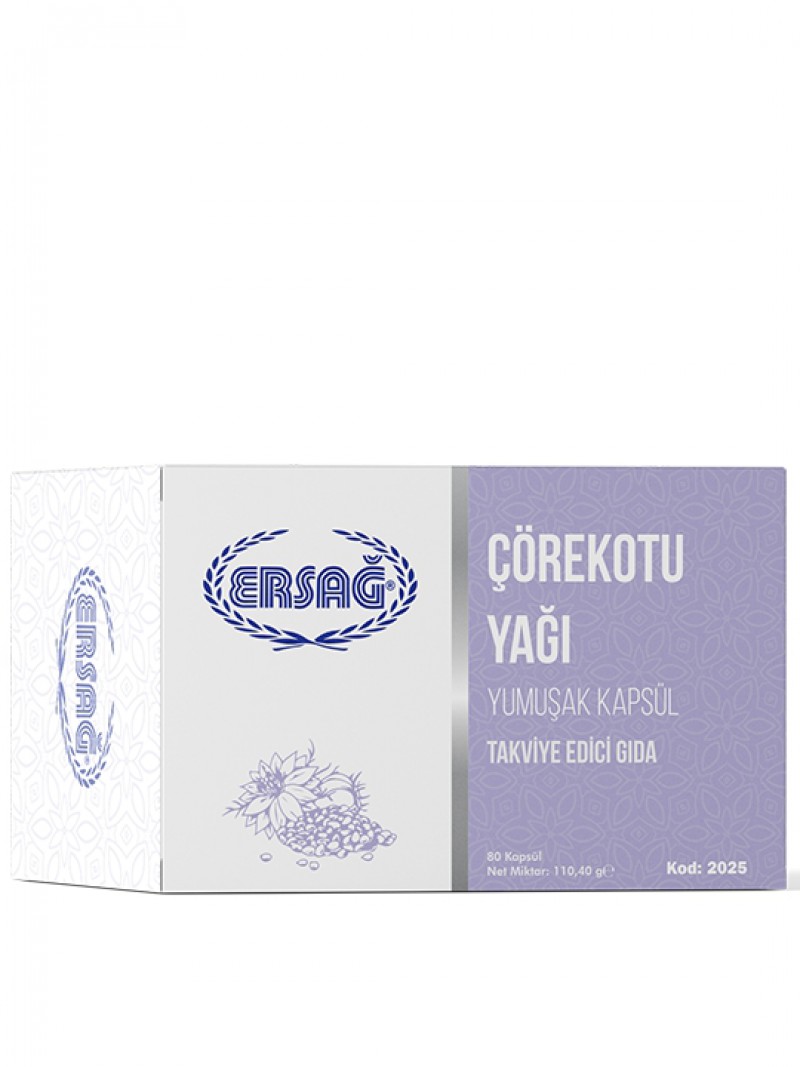 ERSAĞ
ERSAĞ®
ÇÖREKOTU
YAĞI
YUMUŞAK KAPSÜL
TAKVİYE EDİCİ GIDA
80 Kapsül
Net Miktar: 110,40 g℮
Kod: 2025